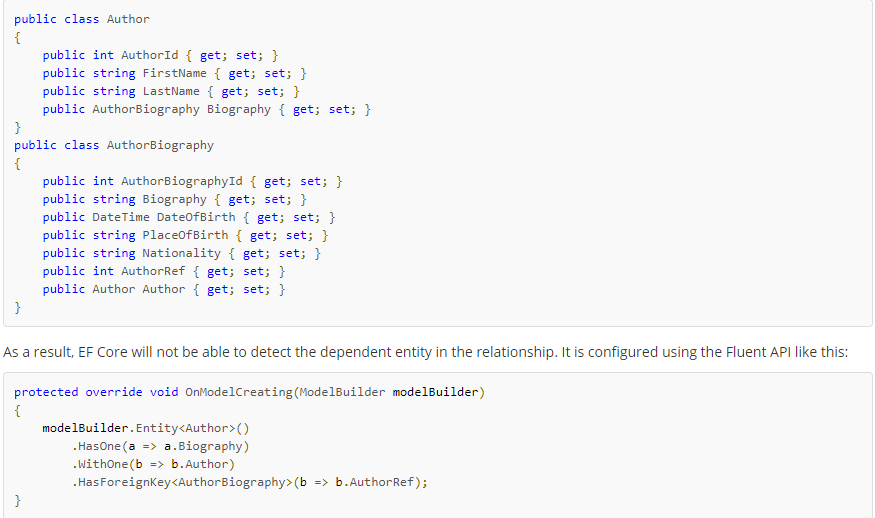 public class Author
{
    public int AuthorId { get; set; }
    public string FirstName { get; set; }
    public string LastName { get; set; }
    public AuthorBiography Biography { get; set; }
}
public class AuthorBiography
{
    public int AuthorBiographyId { get; set; }
    public string Biography { get; set; }
    public DateTime DateOfBirth { get; set; }
    public string PlaceOfBirth { get; set; }
    public string Nationality { get; set; }
    public int AuthorRef { get; set; }
    public Author Author { get; set; }
}
As a result, EF Core will not be able to detect the dependent entity in the relationship. It is configured using the Fluent API like this:
protected override void OnModelCreating(ModelBuilder modelBuilder)
{
    modelBuilder.Entity<Author>()
        .HasOne(a => a.Biography)
        .WithOne(b => b.Author)
        .HasForeignKey<AuthorBiography>(b => b.AuthorRef);
}